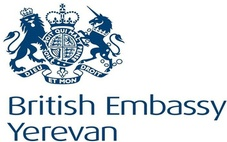 DIEU ET MON DROIT
British Embassy
Yerevan